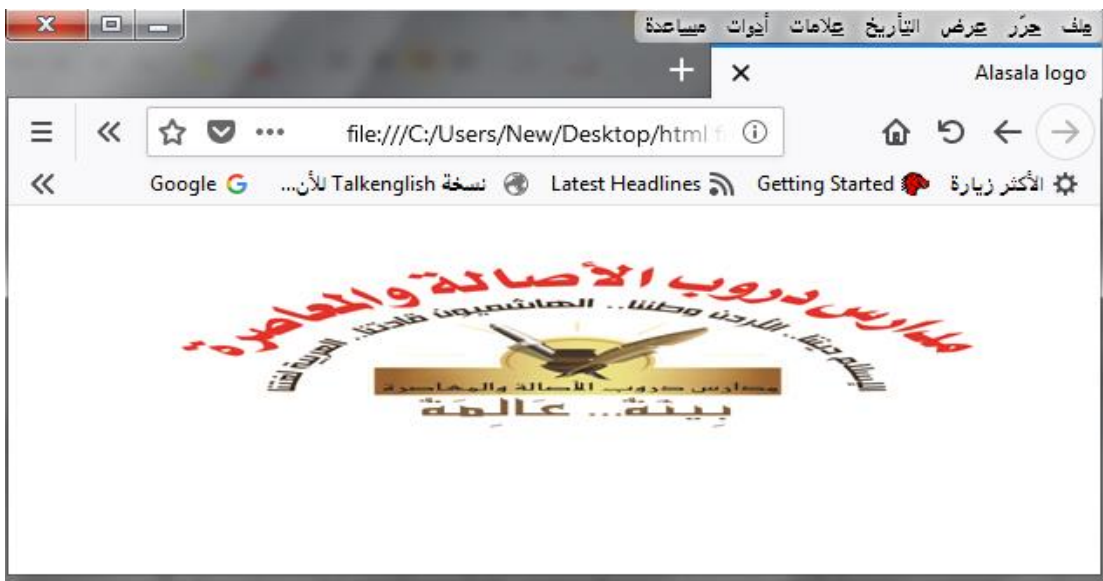 ملف حرّر عرض التأريخ علامات أدوات مساعدة
Alasala logo
file:///C:/Users/New/Desktop/html
الأكثر زيارة Getting Started Latest Headlines نسخة Talkenglish للأن... Google
مدارس دروب الأصالة والمعاصرة
الإسلام ديننا.. الأردن وطننا.. الهاشميون قادتنا.. العربية لغتنا
مدارس دروب الأصالة والمعاصرة
بِيئة... عَالِمَة